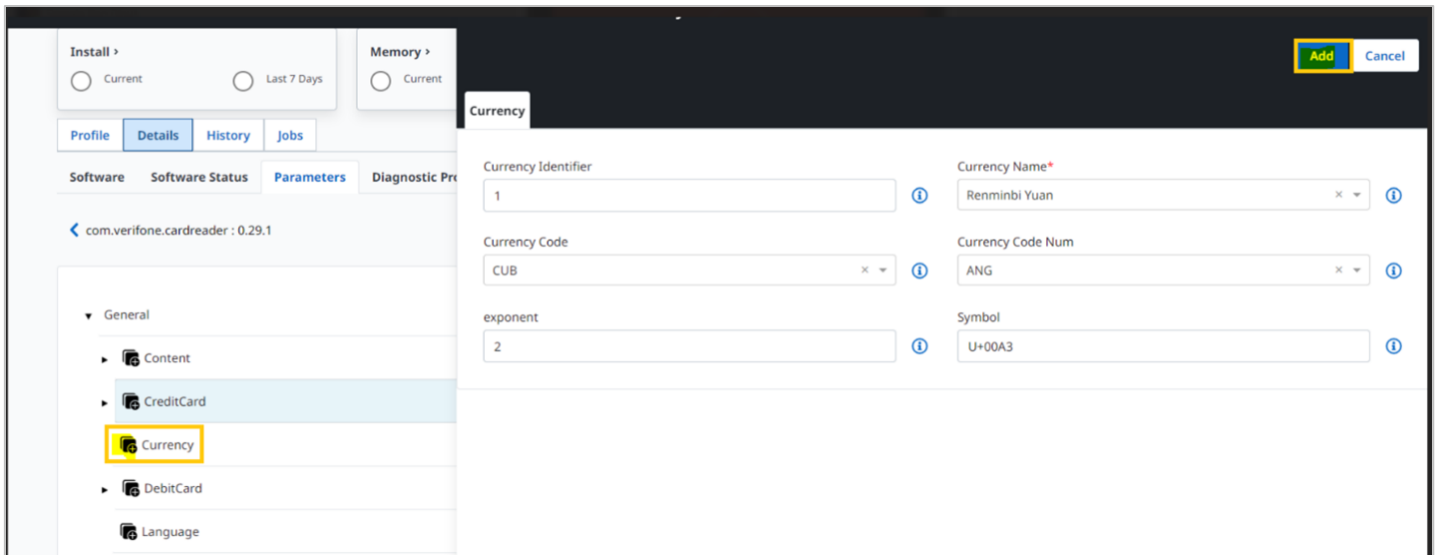 Install ›
Current
Last 7 Days
Memory ›
Current
Add
Cancel
Profile
Details
History
Jobs
Software
Software Status
Parameters
com.verifone.cardreader : 0.29.1
General
Content
CreditCard
Currency
DebitCard
Language
Currency
Currency Identifier
1
Currency Name*
Renminbi Yuan
Currency Code
CUB
Currency Code Num
ANG
exponent
2
Symbol
U+00A3